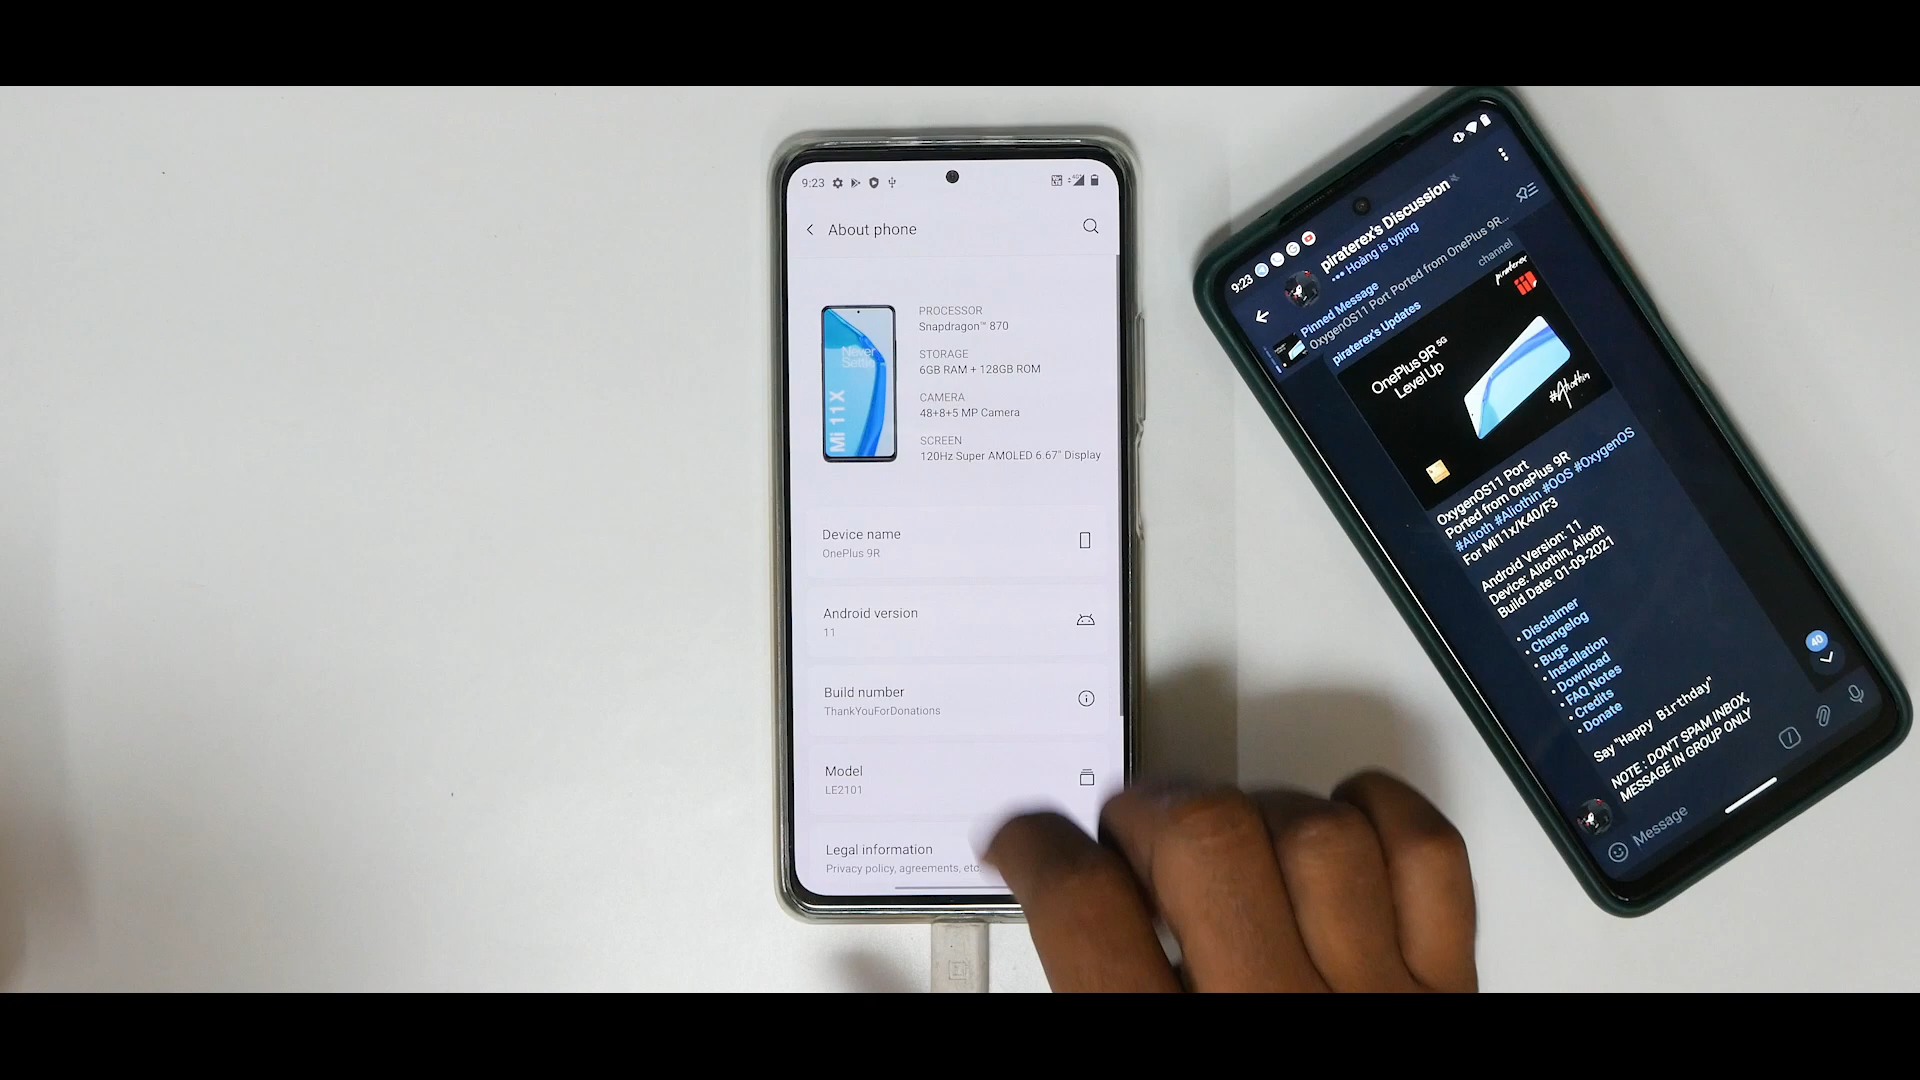 9:23
About phone
Never
Settle
Mi 11X
PROCESSOR
Snapdragon™ 870
STORAGE
6GB RAM + 128GB ROM
CAMERA
48+8+5 MP Camera
SCREEN
120Hz Super AMOLED 6.67" Display
Device name
OnePlus 9R
Android version
11
Build number
ThankYouForDonations
Model
LE2101
Legal information
Privacy policy, agreements, etc.
9:23
piraterex's Discussion
Hoàng is typing
Pinned Message
OxygenOS11 Port Ported from OnePlus 9R...
piraterex's Updates
channel
piraterex
OnePlus 9R 5G
Level Up
#Aliothin
OxygenOS11 Port
Ported from OnePlus 9R
#Alioth #Aliothin #OOS #OxygenOS
For Mi11x/K40/F3
Android Version: 11
Device: Aliothin, Alioth
Build Date: 01-09-2021
• Disclaimer
• Changelog
• Bugs
• Installation
• Download
• FAQ Notes
• Credits
• Donate
Say "Happy Birthday"
NOTE : DON'T SPAM INBOX,
MESSAGE IN GROUP ONLY
40
Message